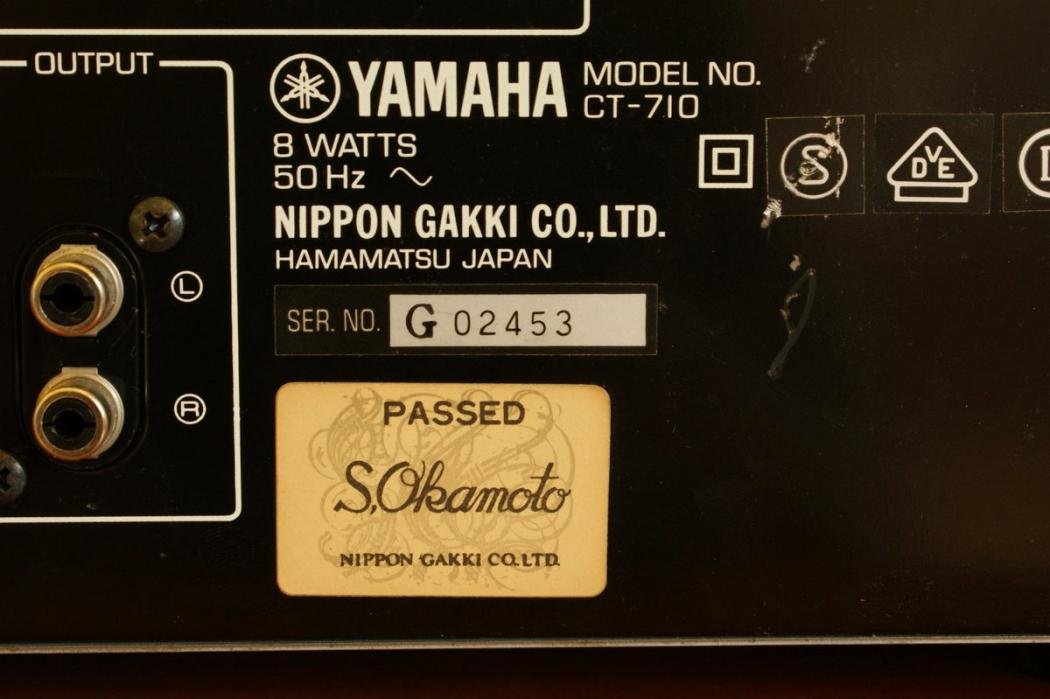 OUTPUT
L
R
YAMAHA
MODEL NO.
CT-710
8 WATTS
50 Hz
NIPPON GAKKI CO., LTD.
HAMAMATSU JAPAN
SER. NO. G 02453
S
DVE
PASSED
S. Okamoto
NIPPON GAKKI CO. LTD.